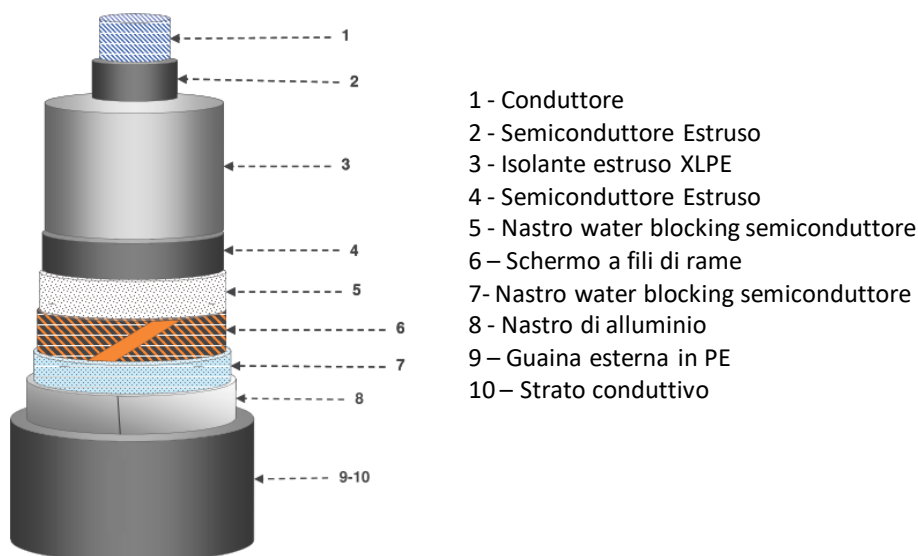 1
2
3
4
5
6
7
8
9-10
1 - Conduttore
2 - Semiconduttore Estruso
3 - Isolante estruso XLPE
4 - Semiconduttore Estruso
5 - Nastro water blocking semiconduttore
6 – Schermo a fili di rame
7- Nastro water blocking semiconduttore
8 - Nastro di alluminio
9 – Guaina esterna in PE
10 – Strato conduttivo